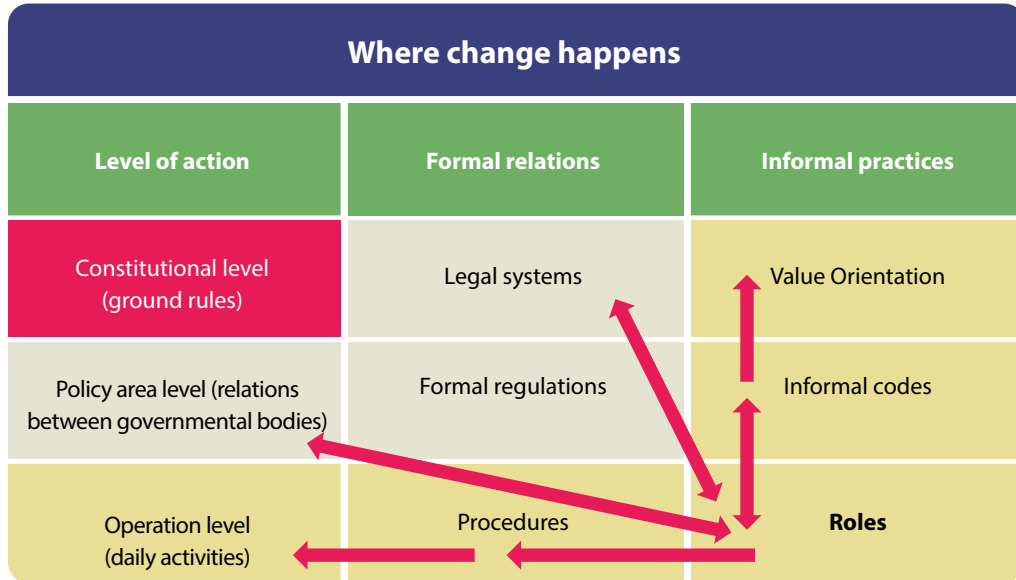 Where change happens
Level of action
Formal relations
Informal practices
Constitutional level
(ground rules)
Legal systems
Value Orientation
Policy area level (relations
between governmental bodies)
Formal regulations
Informal codes
Operation level
(daily activities)
Procedures
Roles